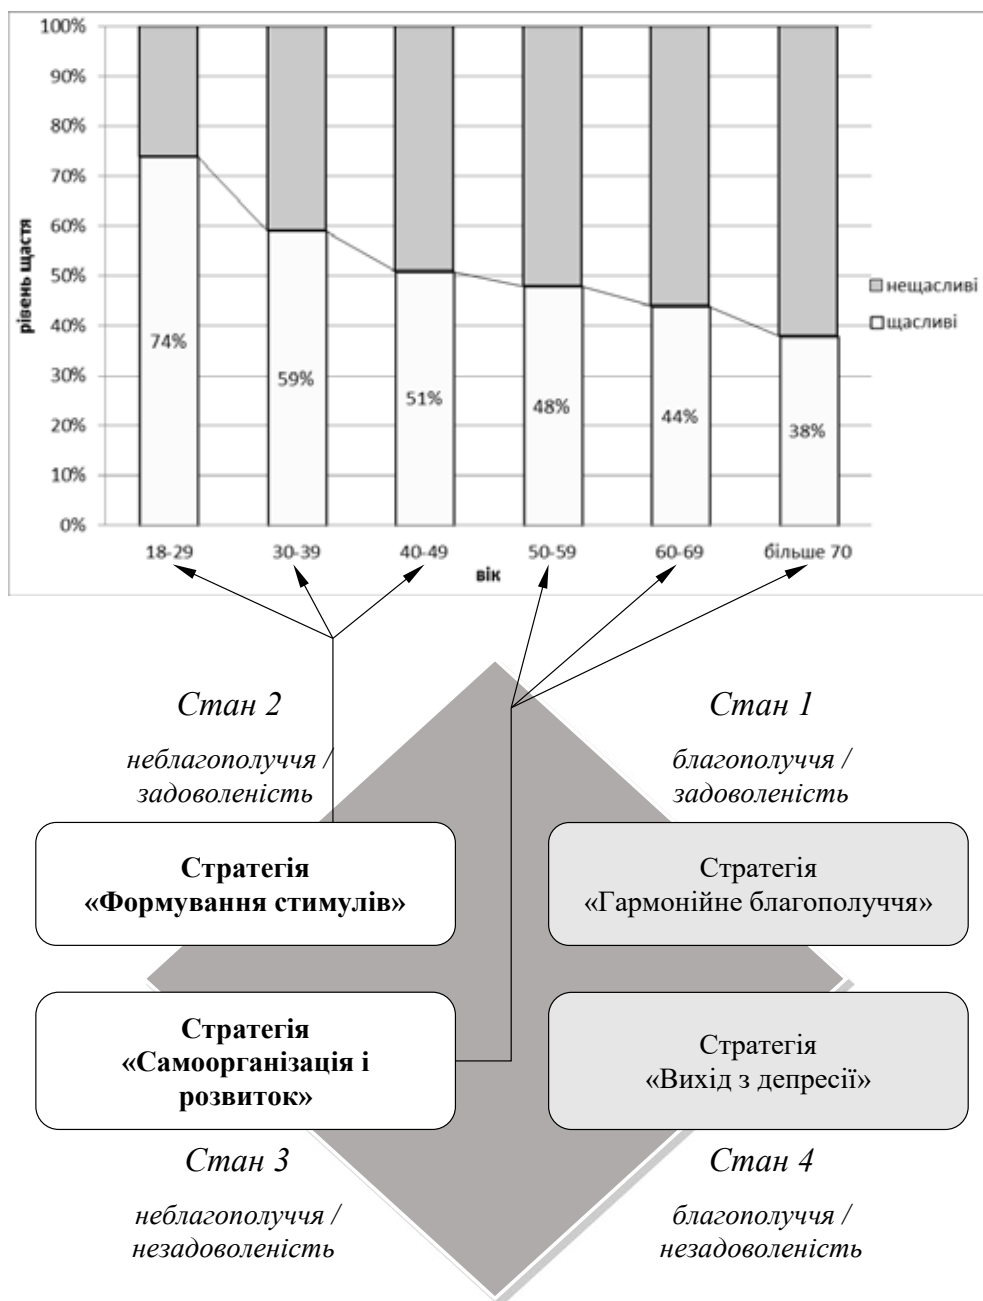 100%
90%
80%
70%
60%
50%
40%
30%
20%
10%
0%
рівень щастя
74%
59%
51%
48%
44%
38%
нещасливі
щасливі
18-29
30-39
40-49
50-59
60-69
більше 70
вік
Стан 2
неблагополуччя /
задоволеність
Стан 1
благополуччя /
задоволеність
Стратегія
«Формування стимулів»
Стратегія
«Гармонійне благополуччя»
Стратегія
«Самоорганізація і
розвиток»
Стратегія
«Вихід з депресії»
Стан 3
неблагополуччя /
незадоволеність
Стан 4
благополуччя /
незадоволеність